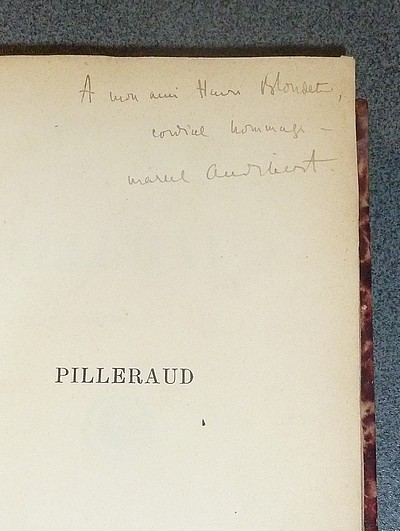 A mon ami Henri Blondet,
cordial hommage -
Marcel Audibert.
PILLERAUD